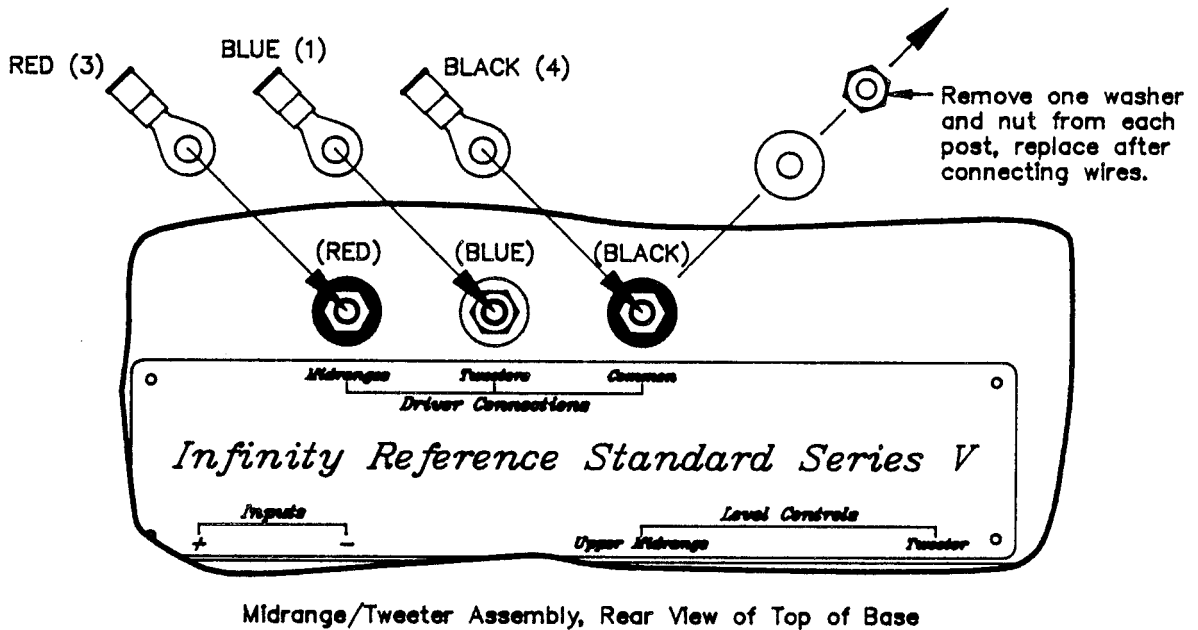 RED (3)
BLUE (1)
BLACK (4)
Remove one washer
and nut from each
post, replace after
connecting wires.
(RED)
(BLUE)
(BLACK)
Midranges
Tweeters
Common
Driver Connections
Infinity Reference Standard Series V
Inputs
+
−
Level Controls
Upper Midrange
Tweeter
Midrange/Tweeter Assembly, Rear View of Top of Base